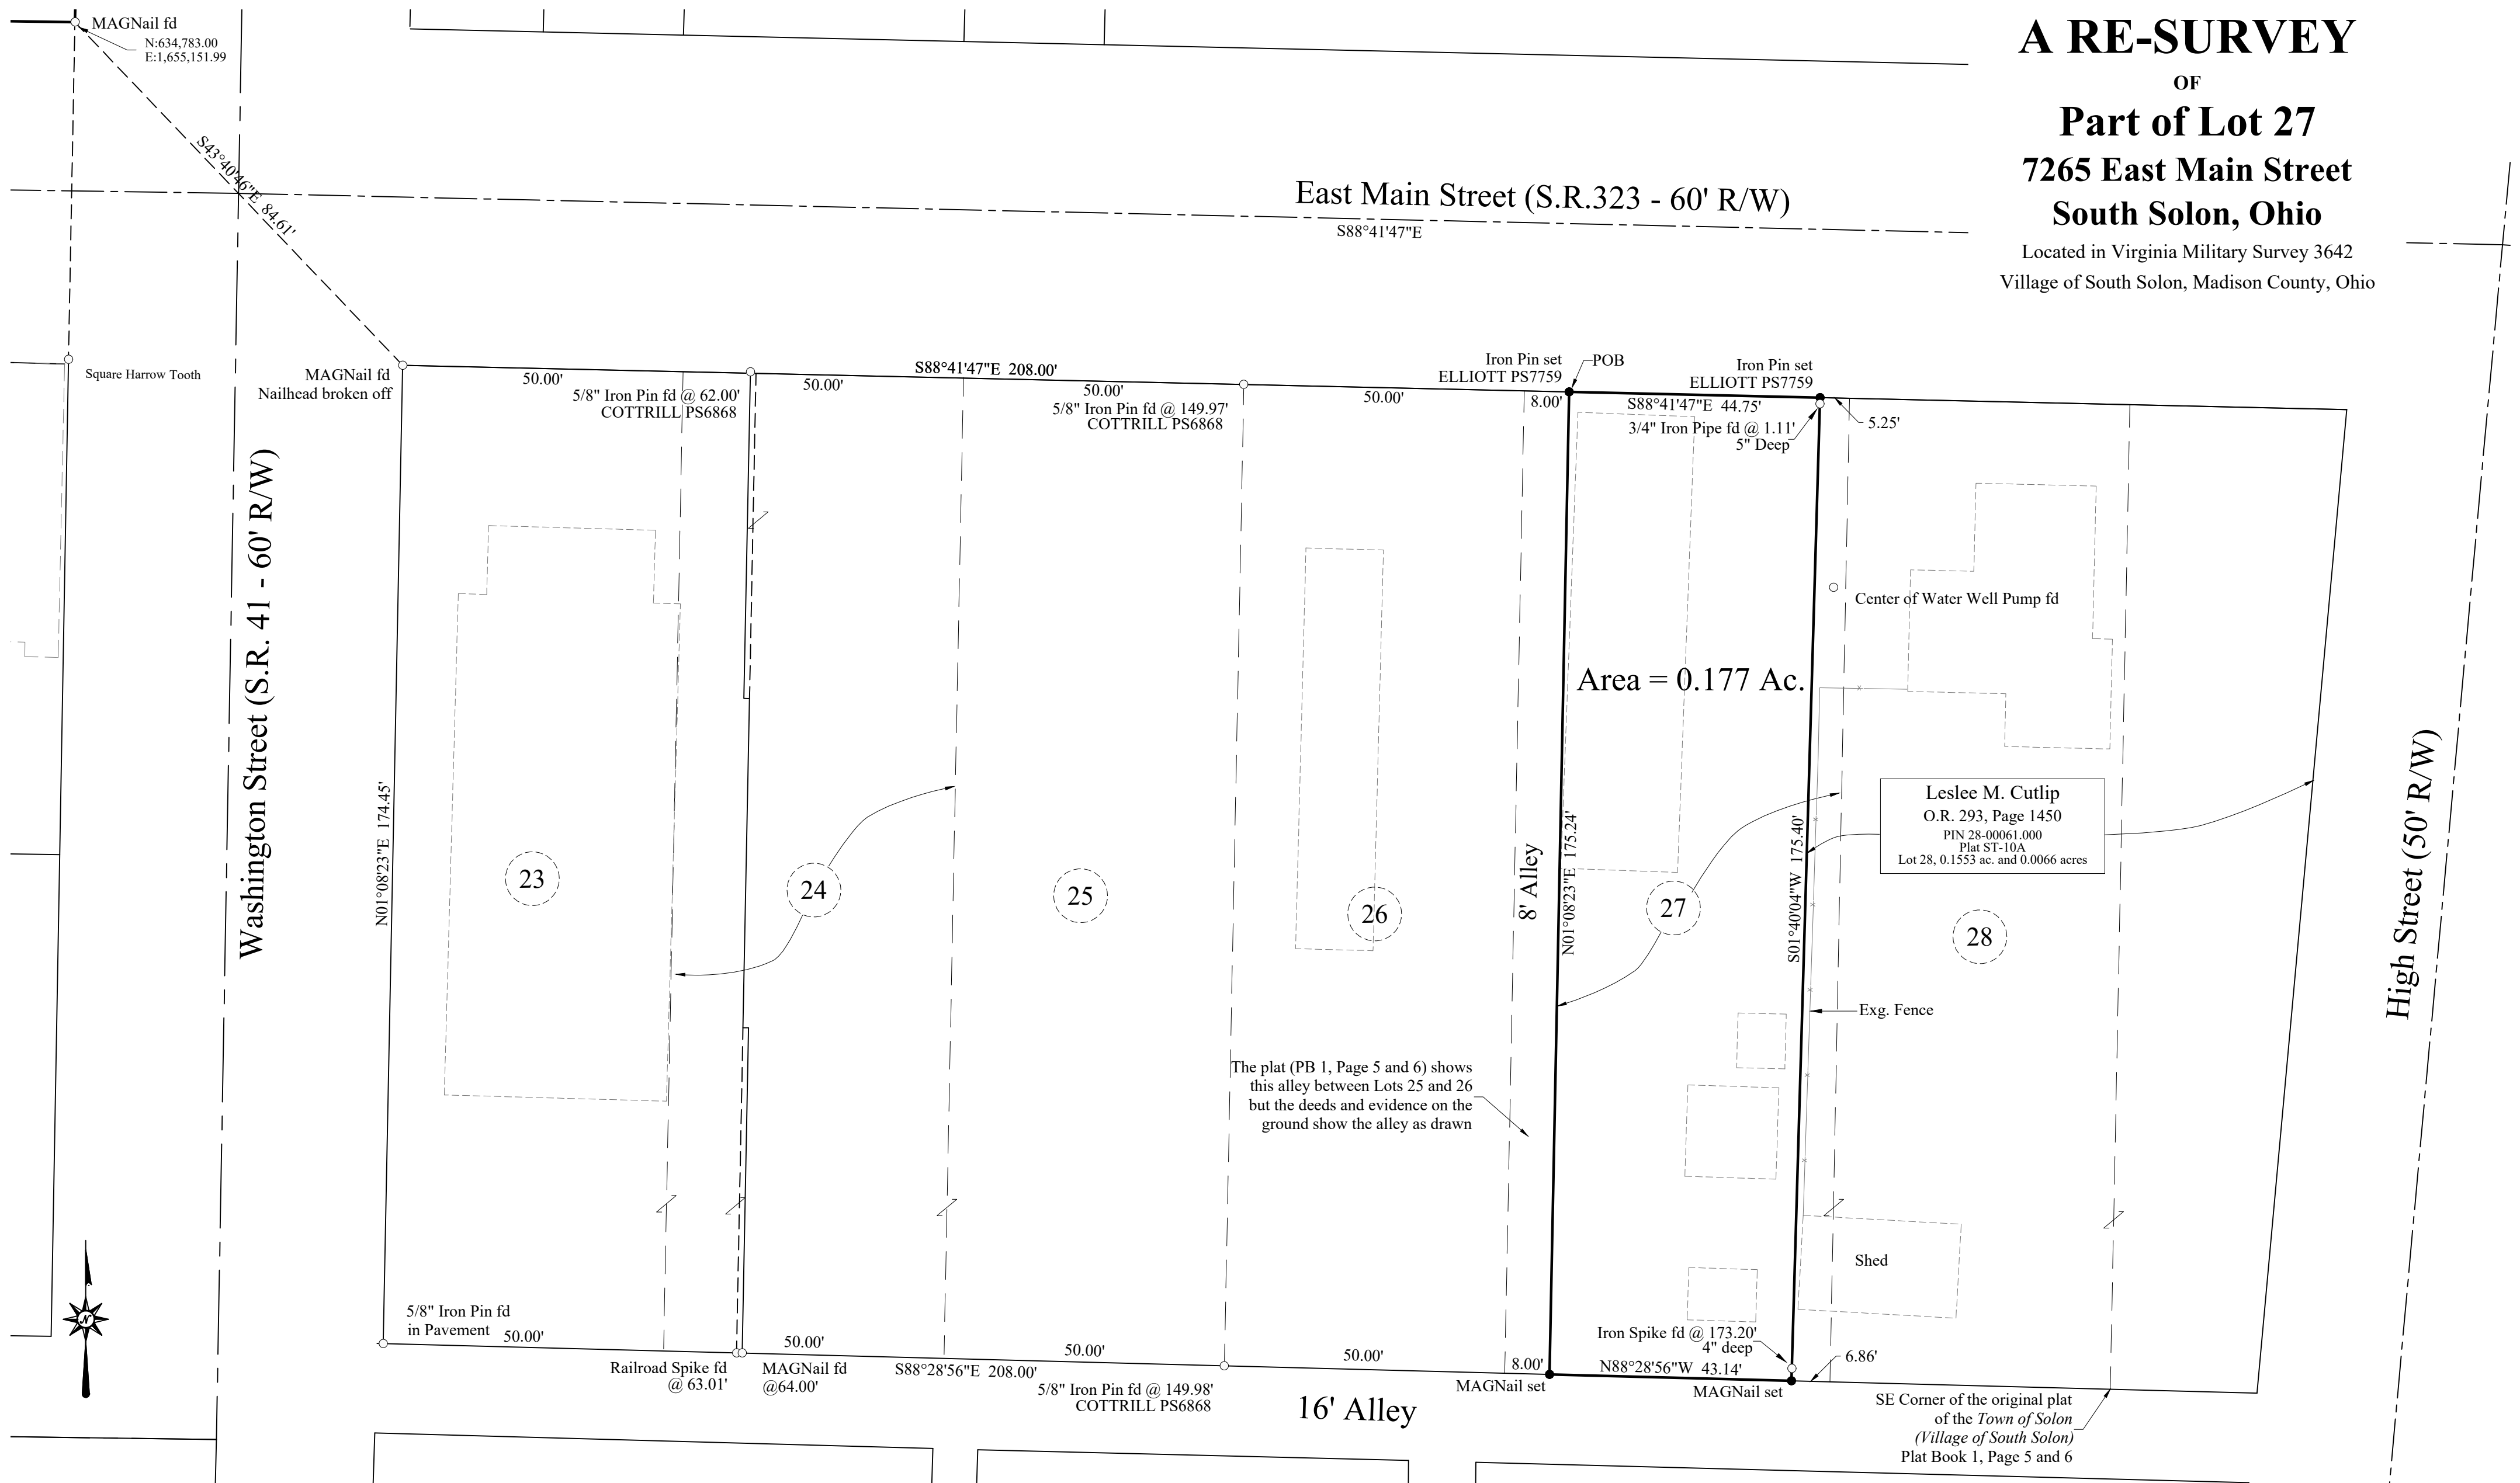 A RE-SURVEY
OF
Part of Lot 27
7265 East Main Street
South Solon, Ohio
Located in Virginia Military Survey 3642
Village of South Solon, Madison County, Ohio
MAGNail fd
N:634,783.00
E:1,655,151.99
S43°40'46"E 84.61'
East Main Street (S.R.323 - 60' R/W)
S88°41'47"E
Square Harrow Tooth
MAGNail fd
Nailhead broken off
50.00'
5/8" Iron Pin fd @ 62.00'
COTTRILL PS6868
50.00'
S88°41'47"E 208.00'
50.00'
5/8" Iron Pin fd @ 149.97'
COTTRILL PS6868
50.00'
8.00'
Iron Pin set
ELLIOTT PS7759
POB
Iron Pin set
ELLIOTT PS7759
S88°41'47"E 44.75'
3/4" Iron Pipe fd @ 1.11'
5" Deep
5.25'
Washington Street (S.R. 41 - 60' R/W)
N01°08'23"E 174.45'
23
24
25
26
8' Alley
N01°08'23"E 175.24'
27
S01°40'04"W 175.40'
28
Center of Water Well Pump fd
Area = 0.177 Ac.
Leslee M. Cutlip
O.R. 293, Page 1450
PIN 28-00061.000
Plat ST-10A
Lot 28, 0.1553 ac. and 0.0066 acres
High Street (50' R/W)
Exg. Fence
The plat (PB 1, Page 5 and 6) shows
this alley between Lots 25 and 26
but the deeds and evidence on the
ground show the alley as drawn
Shed
N
5/8" Iron Pin fd
in Pavement
50.00'
Railroad Spike fd
@ 63.01'
MAGNail fd
@64.00'
50.00'
S88°28'56"E 208.00'
50.00'
5/8" Iron Pin fd @ 149.98'
COTTRILL PS6868
50.00'
8.00'
MAGNail set
Iron Spike fd @ 173.20'
4" deep
N88°28'56"W 43.14'
MAGNail set
6.86'
16' Alley
SE Corner of the original plat
of the Town of Solon
(Village of South Solon)
Plat Book 1, Page 5 and 6